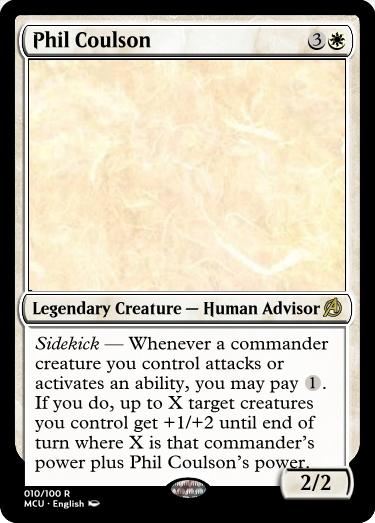 Phil Coulson 3
Legendary Creature — Human Advisor
Sidekick — Whenever a commander
creature you control attacks or
activates an ability, you may pay 1.
If you do, up to X target creatures
you control get +1/+2 until end of
turn where X is that commander's
power plus Phil Coulson's power.
2/2
010/100 R
MCU • English